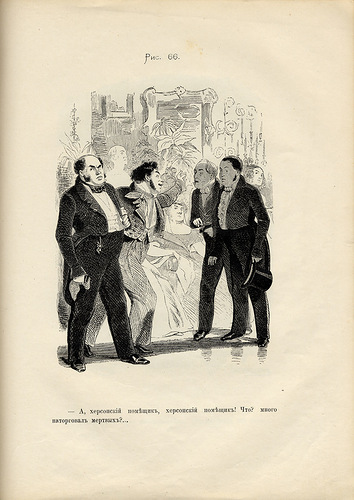 Рис. 66.
— А, херсонскій помѣщикъ, херсонскій помѣщикъ! Что? много
наторговалъ мертвыхъ?...